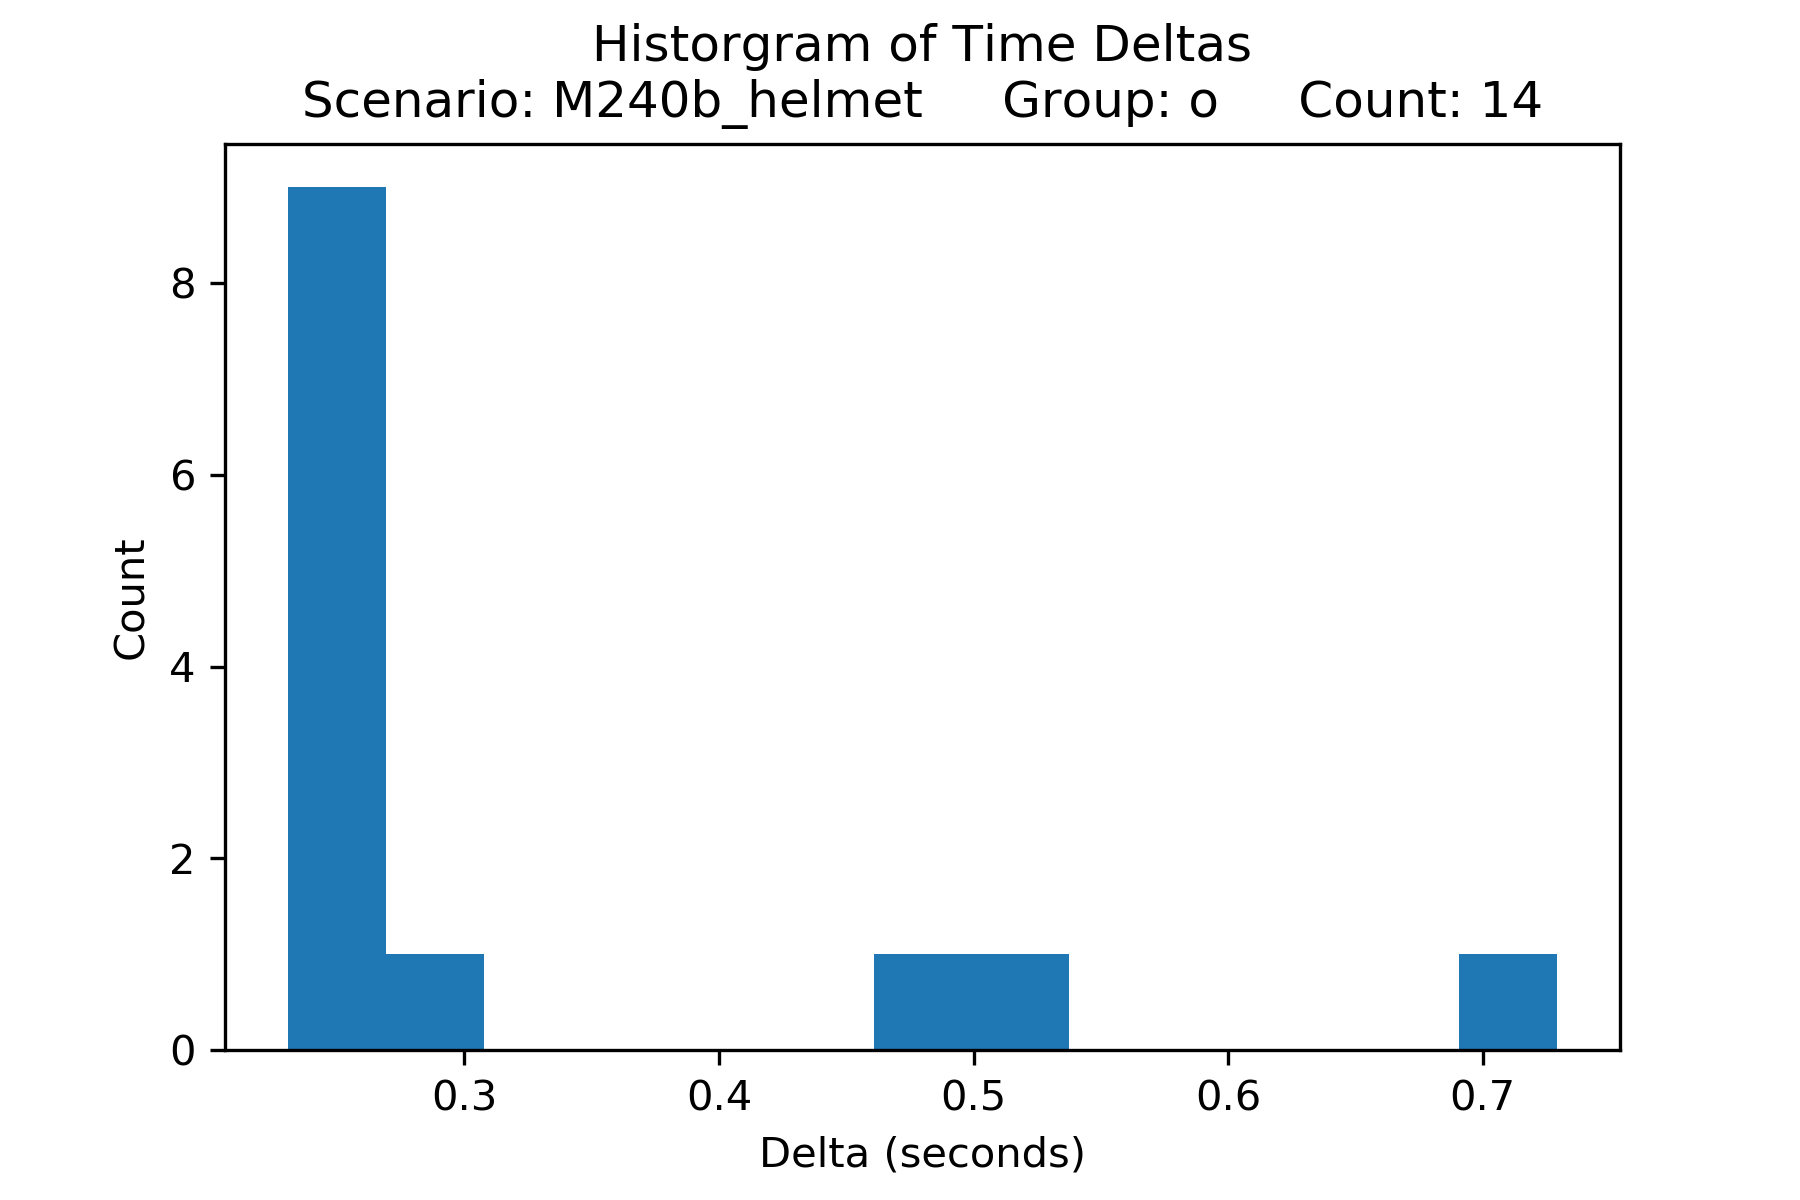 Historgram of Time Deltas
Scenario: M240b_helmet Group: o Count: 14
8
6
4
2
0
Count
0.3 0.4 0.5 0.6 0.7
Delta (seconds)